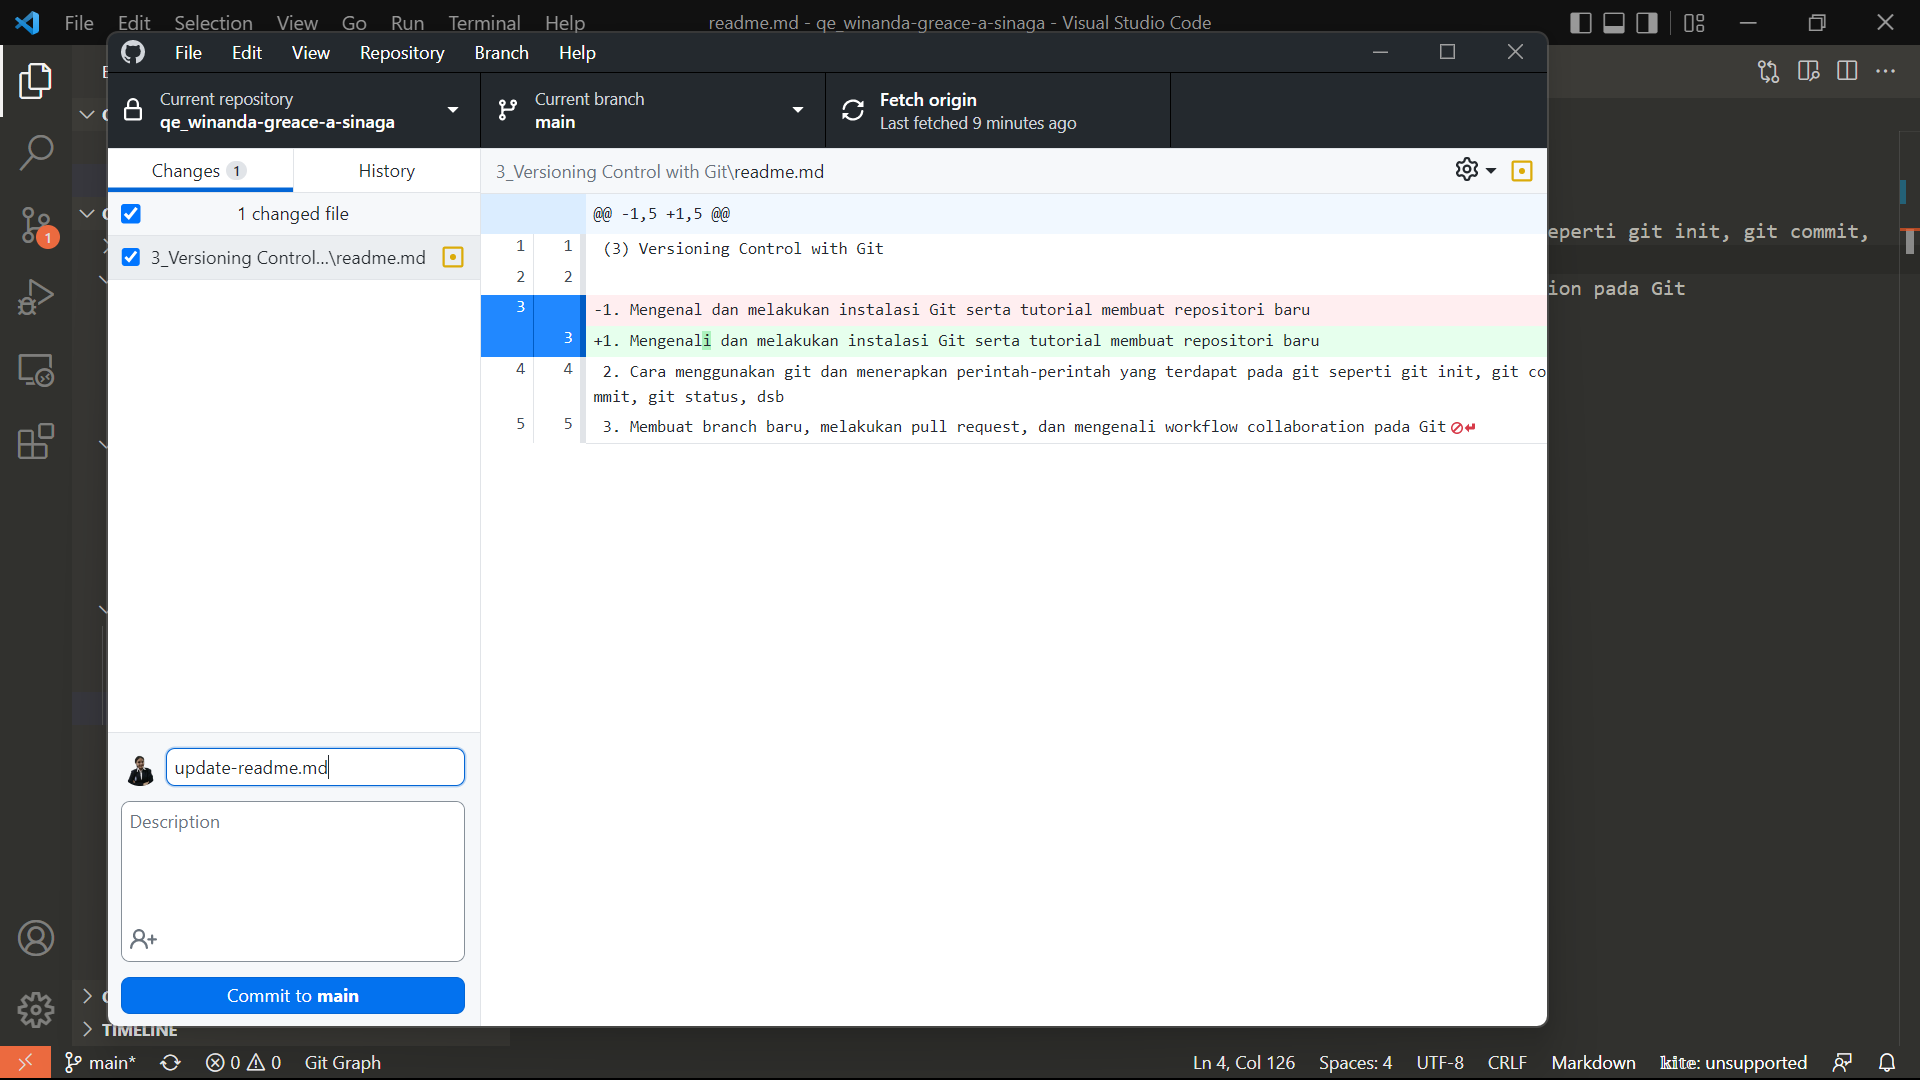 File Edit Selection View Go Run Terminal Help readme.md - qe_winanda-greace-a-sinaga - Visual Studio Code
File Edit View Repository Branch Help
Current repository
qe_winanda-greace-a-sinaga
Current branch
main
Fetch origin
Last fetched 9 minutes ago
Changes 1
History
3_Versioning Control with Git\readme.md
1 changed file
3_Versioning Control...\readme.md
@@ -1,5 +1,5 @@
1 1 (3) Versioning Control with Git
2 2
3 -1. Mengenal dan melakukan instalasi Git serta tutorial membuat repositori baru
3 +1. Mengenali dan melakukan instalasi Git serta tutorial membuat repositori baru
4 4 2. Cara menggunakan git dan menerapkan perintah-perintah yang terdapat pada git seperti git init, git co
mmit, git status, dsb
5 5 3. Membuat branch baru, melakukan pull request, dan mengenali workflow collaboration pada Git
eperti git init, git commit,
ion pada Git
1
update-readme.md
Description
Commit to main
TIMELINE
main* 0 0 Git Graph Ln 4, Col 126 Spaces: 4 UTF-8 CRLF Markdown kite: unsupported